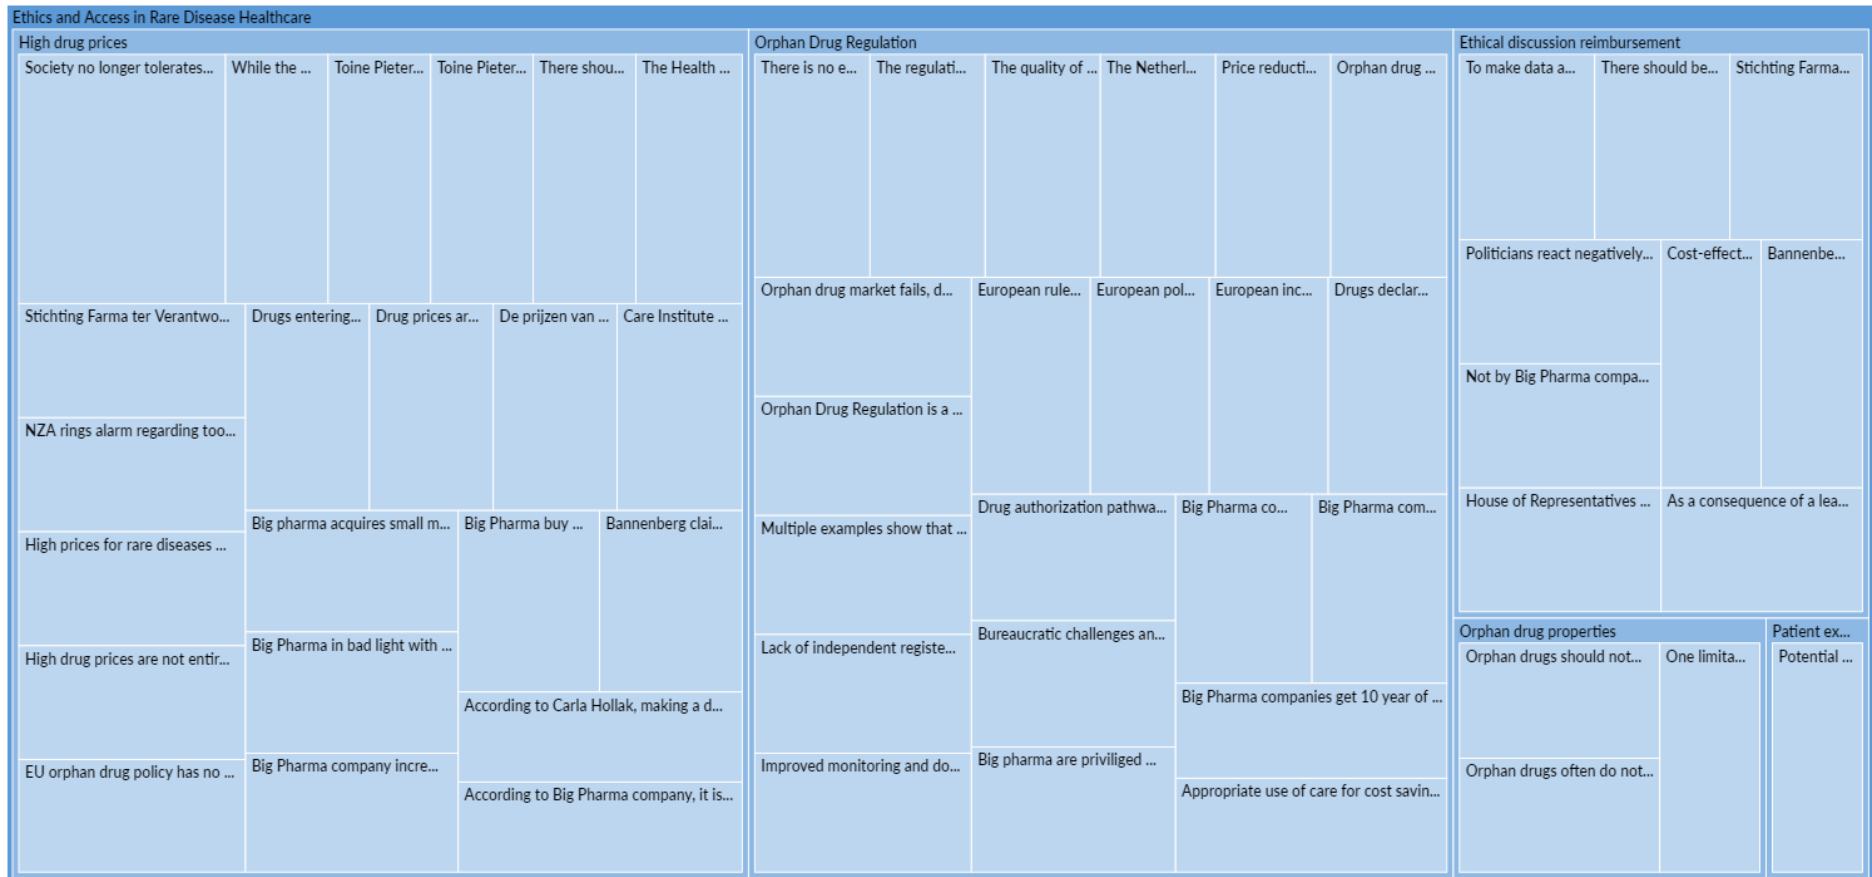 Ethics and Access in Rare Disease Healthcare
High drug prices
Society no longer tolerates...
While the ...
Toine Pieter...
Toine Pieter...
There shou...
The Health ...
Stichting Farma ter Verantwo...
Drugs entering...
Drug prices ar...
De prijzen van ...
Care Institute ...
NZA rings alarm regarding too...
High prices for rare diseases ...
High drug prices are not entir...
EU orphan drug policy has no ...
Big pharma acquires small m...
Big Pharma buy ...
Bannenberg clai...
Big Pharma in bad light with ...
Big Pharma company incre...
According to Carla Hollak, making a d...
According to Big Pharma company, it is...
Orphan Drug Regulation
There is no e...
The regulati...
The quality of ...
The Netherl...
Price reducti...
Orphan drug ...
Orphan drug market fails, d...
European rule...
European pol...
European inc...
Drugs declar...
Orphan Drug Regulation is a ...
Multiple examples show that ...
Lack of independent registe...
Improved monitoring and do...
Drug authorization pathwa...
Big Pharma co...
Big Pharma com...
Bureaucratic challenges an...
Big pharma are priviliged ...
Big Pharma companies get 10 year of ...
Appropriate use of care for cost savin...
Ethical discussion reimbursement
To make data a...
There should be...
Stichting Farma...
Politicians react negatively...
Cost-effect...
Bannenbe...
Not by Big Pharma compa...
House of Representatives ...
As a consequence of a lea...
Orphan drug properties
Orphan drugs should not...
One limita...
Orphan drugs often do not...
Patient ex...
Potential ...